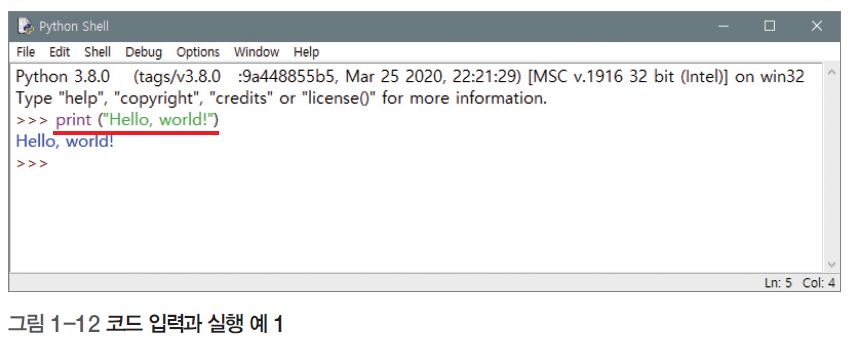 Python Shell
File Edit Shell Debug Options Window Help
Python 3.8.0 (tags/v3.8.0 :9a448855b5, Mar 25 2020, 22:21:29) [MSC v.1916 32 bit (Intel)] on win32
Type "help", "copyright", "credits" or "license()" for more information.
>>> print ("Hello, world!")
Hello, world!
>>>
Ln: 5 Col: 4
그림 1-12 코드 입력과 실행 예 1